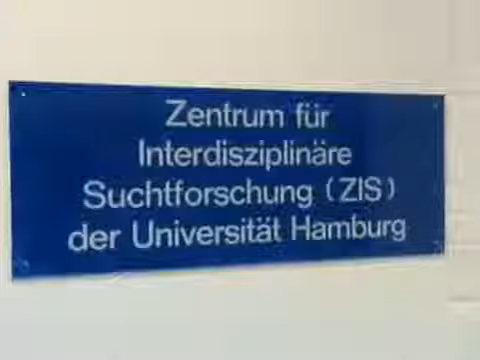 Zentrum für
Interdisziplinäre
Suchtforschung (ZIS)
der Universität Hamburg